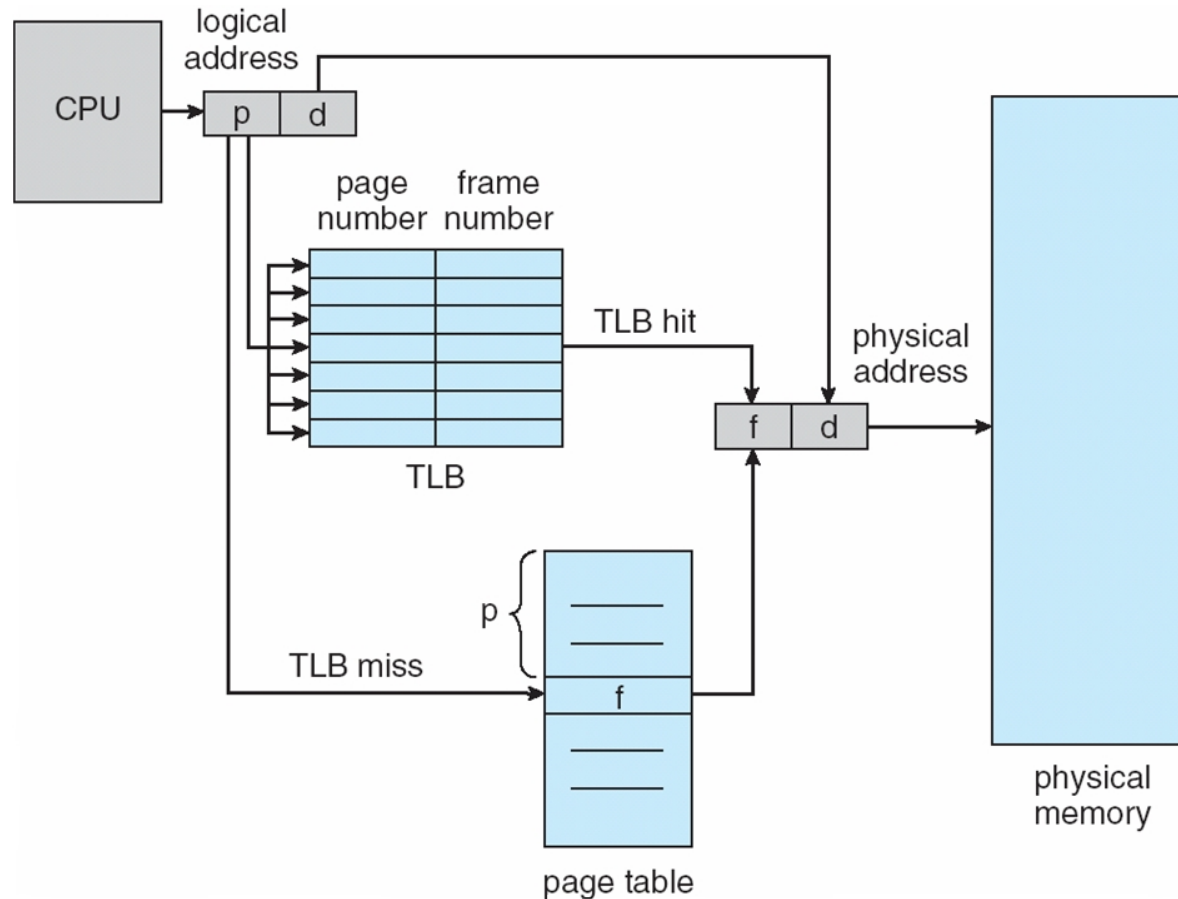 logical
address
CPU
p d
page
number
frame
number
TLB hit
physical
address
f d
TLB
p
TLB miss
f
physical
memory
page table